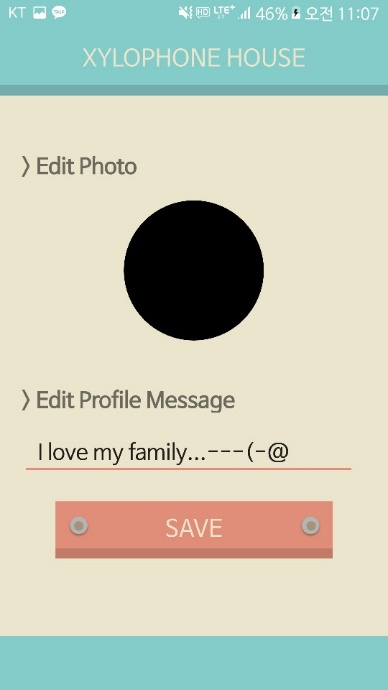 KT 46% 오전 11:07
XYLOPHONE HOUSE
〉Edit Photo
〉Edit Profile Message
I love my family...---(-@
SAVE